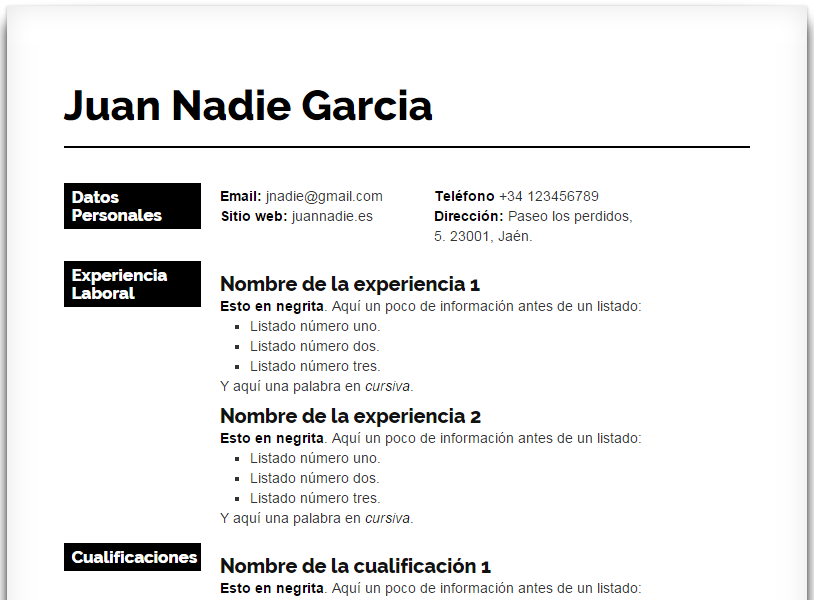 Juan Nadie Garcia
Datos
Personales
Email: jnadie@gmail.com
Sitio web: juannadie.es
Teléfono +34 123456789
Dirección: Paseo los perdidos,
5. 23001, Jaén.
Experiencia
Laboral
Nombre de la experiencia 1
Esto en negrita. Aquí un poco de información antes de un listado:
Listado número uno.
Listado número dos.
Listado número tres.
Y aquí una palabra en cursiva.
Nombre de la experiencia 2
Esto en negrita. Aquí un poco de información antes de un listado:
Listado número uno.
Listado número dos.
Listado número tres.
Y aquí una palabra en cursiva.
Cualificaciones
Nombre de la cualificación 1
Esto en negrita. Aquí un poco de información antes de un listado: